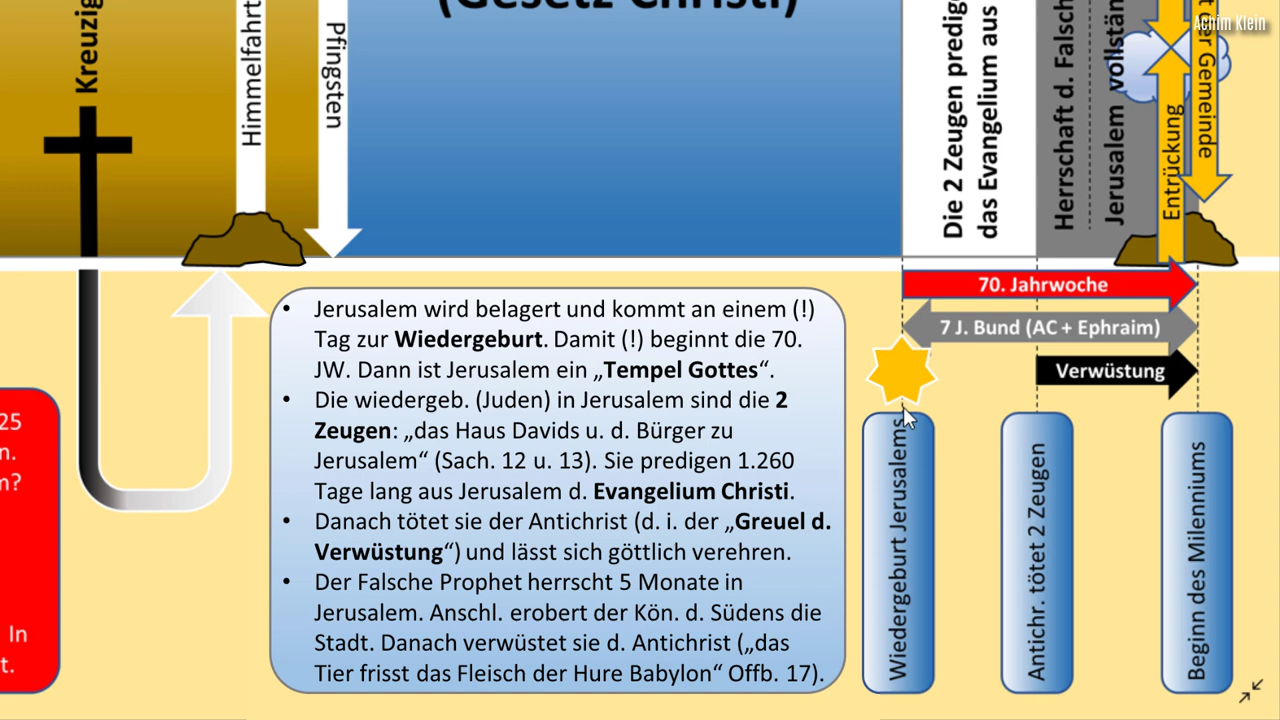 (Gesetz Christi)
Achim Klein
Kreuzig
Himmelfahrt
Pfingsten
Die 2 Zeugen predig
das Evangelium aus
Herrschaft d. Falsch
Jerusalem vollstän
Entrückung
t der Gemeinde
70. Jahrwoche
7 J. Bund (AC + Ephraim)
Verwüstung
25
n.
m?
In
t.
• Jerusalem wird belagert und kommt an einem (!)
Tag zur Wiedergeburt. Damit (!) beginnt die 70.
JW. Dann ist Jerusalem ein „Tempel Gottes“.
• Die wiedergeb. (Juden) in Jerusalem sind die 2
Zeugen: „das Haus Davids u. d. Bürger zu
Jerusalem“ (Sach. 12 u. 13). Sie predigen 1.260
Tage lang aus Jerusalem d. Evangelium Christi.
• Danach tötet sie der Antichrist (d. i. der „Greuel d.
Verwüstung“) und lässt sich göttlich verehren.
• Der Falsche Prophet herrscht 5 Monate in
Jerusalem. Anschl. erobert der Kön. d. Südens die
Stadt. Danach verwüstet sie d. Antichrist („das
Tier frisst das Fleisch der Hure Babylon“ Offb. 17).
Wiedergeburt Jerusalems
Antichr. tötet 2 Zeugen
Beginn des Milenniums